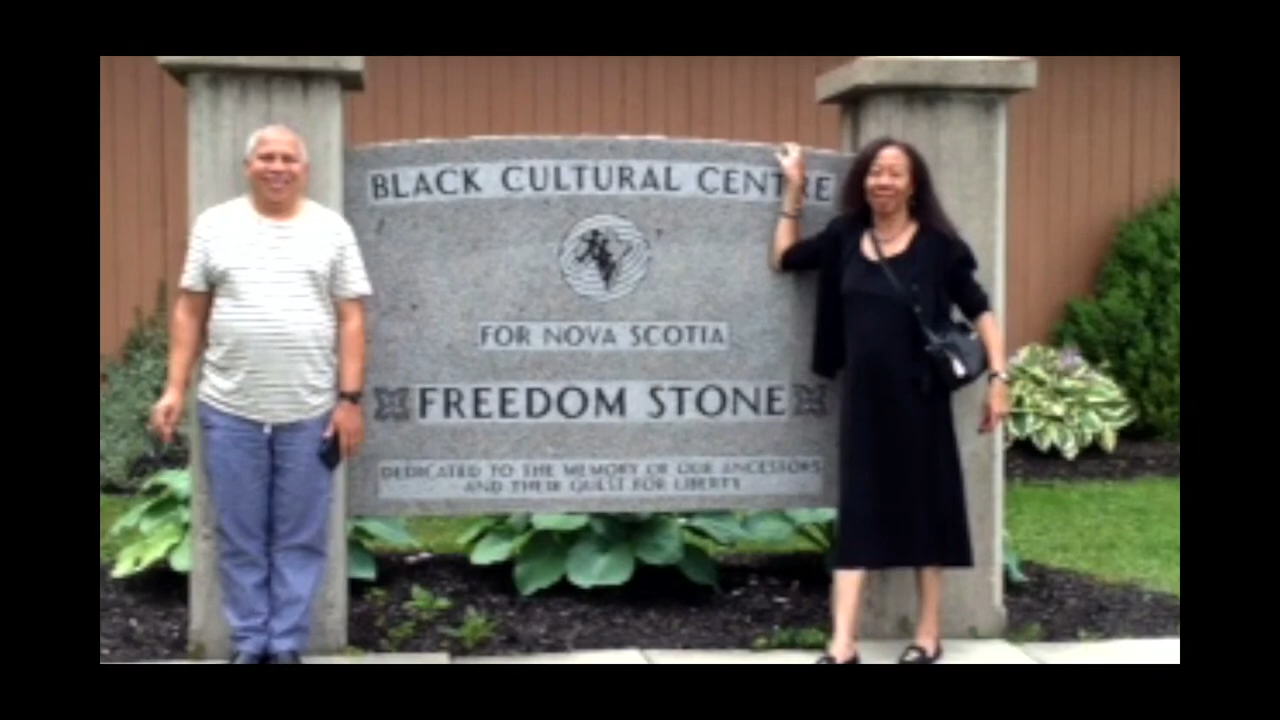 BLACK CULTURAL CENTRE
FOR NOVA SCOTIA
FREEDOM STONE
DEDICATED TO THE MEMORY OF OUR ANCESTORS
AND THEIR QUEST FOR LIBERTY